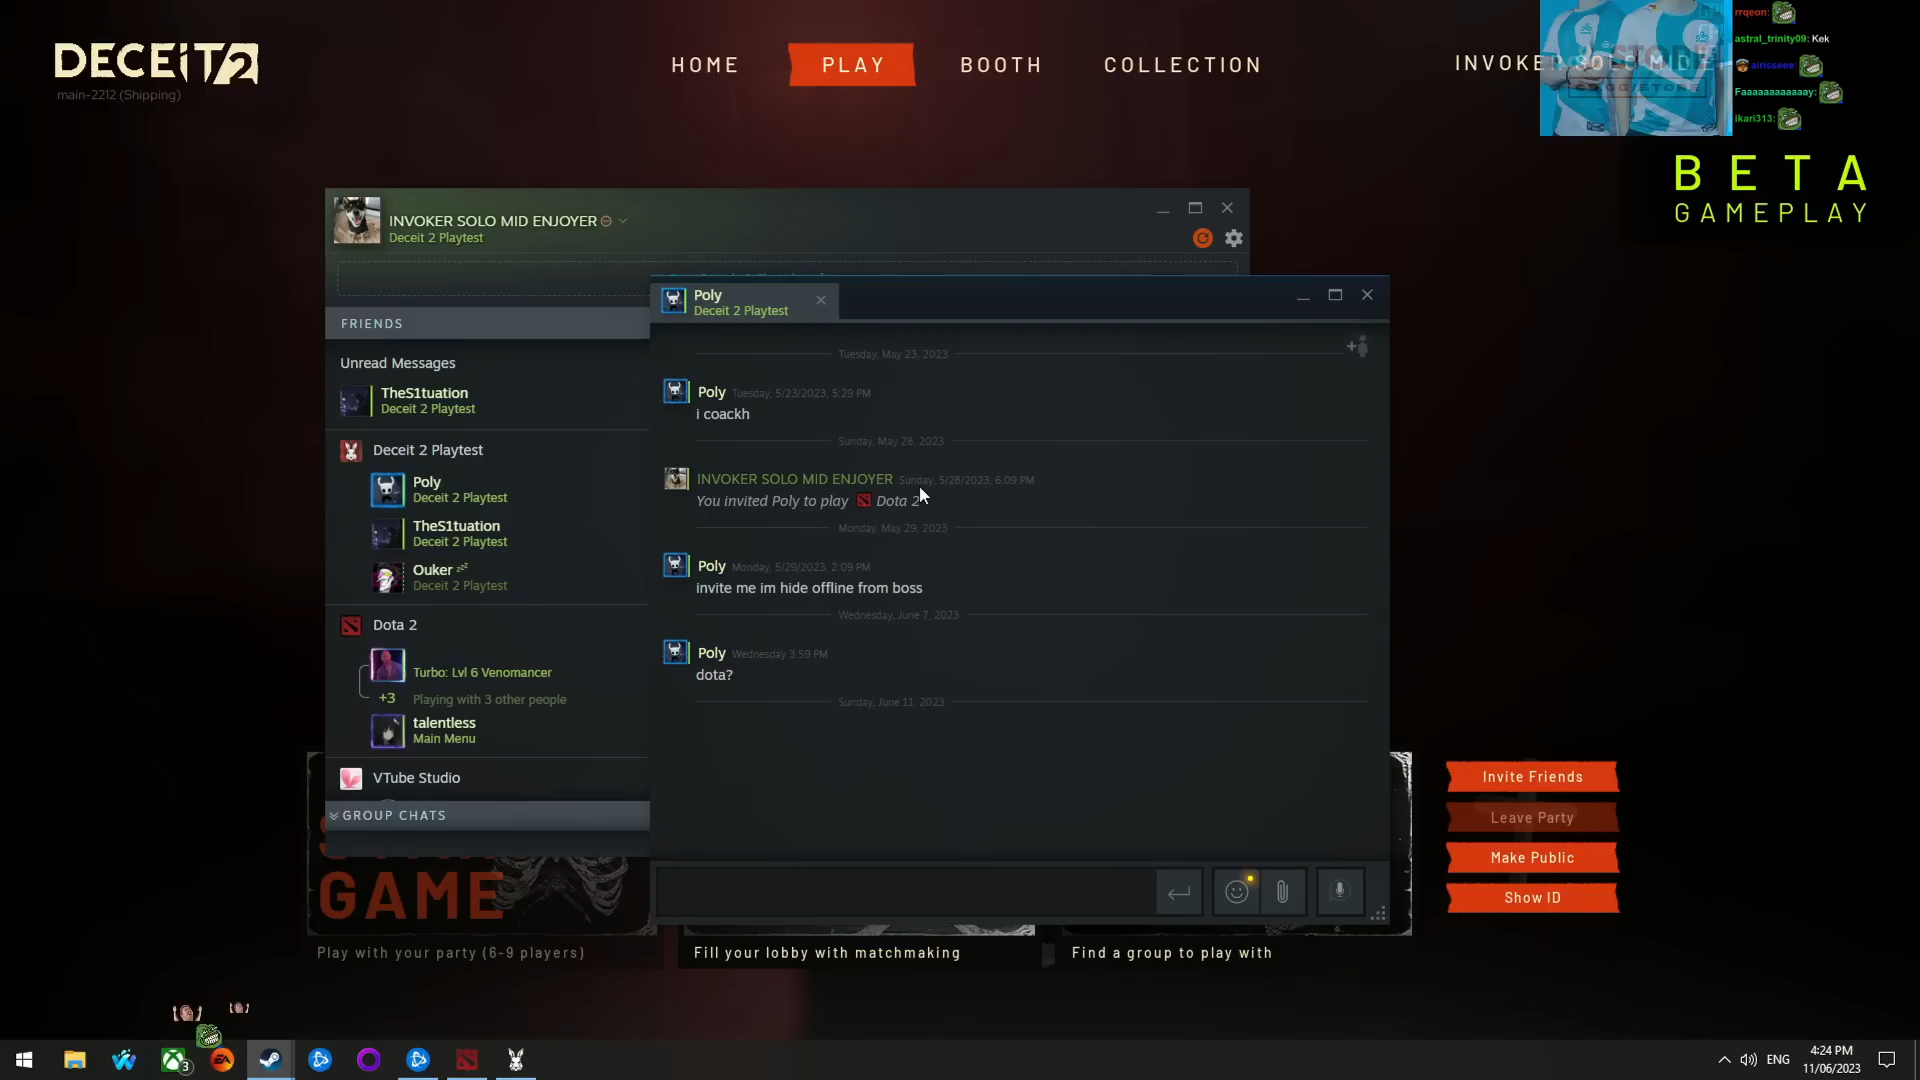 DECEIT 2
main-2212 (Shipping)
HOME
PLAY
BOOTH
COLLECTION
rrqeon:
astral_trinity09: Kek
airisseee:
Faaaaaaaaaaay:
ikari313:
BETA
GAMEPLAY
INVOKER SOLO MID ENJOYER
Deceit 2 Playtest
FRIENDS
Unread Messages
TheS1tuation
Deceit 2 Playtest
Deceit 2 Playtest
Poly
Deceit 2 Playtest
TheS1tuation
Deceit 2 Playtest
Ouker zzz
Deceit 2 Playtest
Dota 2
Turbo: Lvl 6 Venomancer
+3 Playing with 3 other people
talentless
Main Menu
VTube Studio
GROUP CHATS
Poly
Deceit 2 Playtest
Tuesday, May 23, 2023
Poly Tuesday, 5/23/2023, 5:29 PM
i coackh
Sunday, May 28, 2023
INVOKER SOLO MID ENJOYER Sunday, 5/28/2023, 6:09 PM
You invited Poly to play Dota 2
Monday, May 29, 2023
Poly Monday, 5/29/2023, 2:09 PM
invite me im hide offline from boss
Wednesday, June 7, 2023
Poly Wednesday 3:59 PM
dota?
Sunday, June 11, 2023
GAME
Play with your party (6-9 players)
Fill your lobby with matchmaking
Find a group to play with
Invite Friends
Leave Party
Make Public
Show ID
3
EA
ENG
4:24 PM
11/06/2023